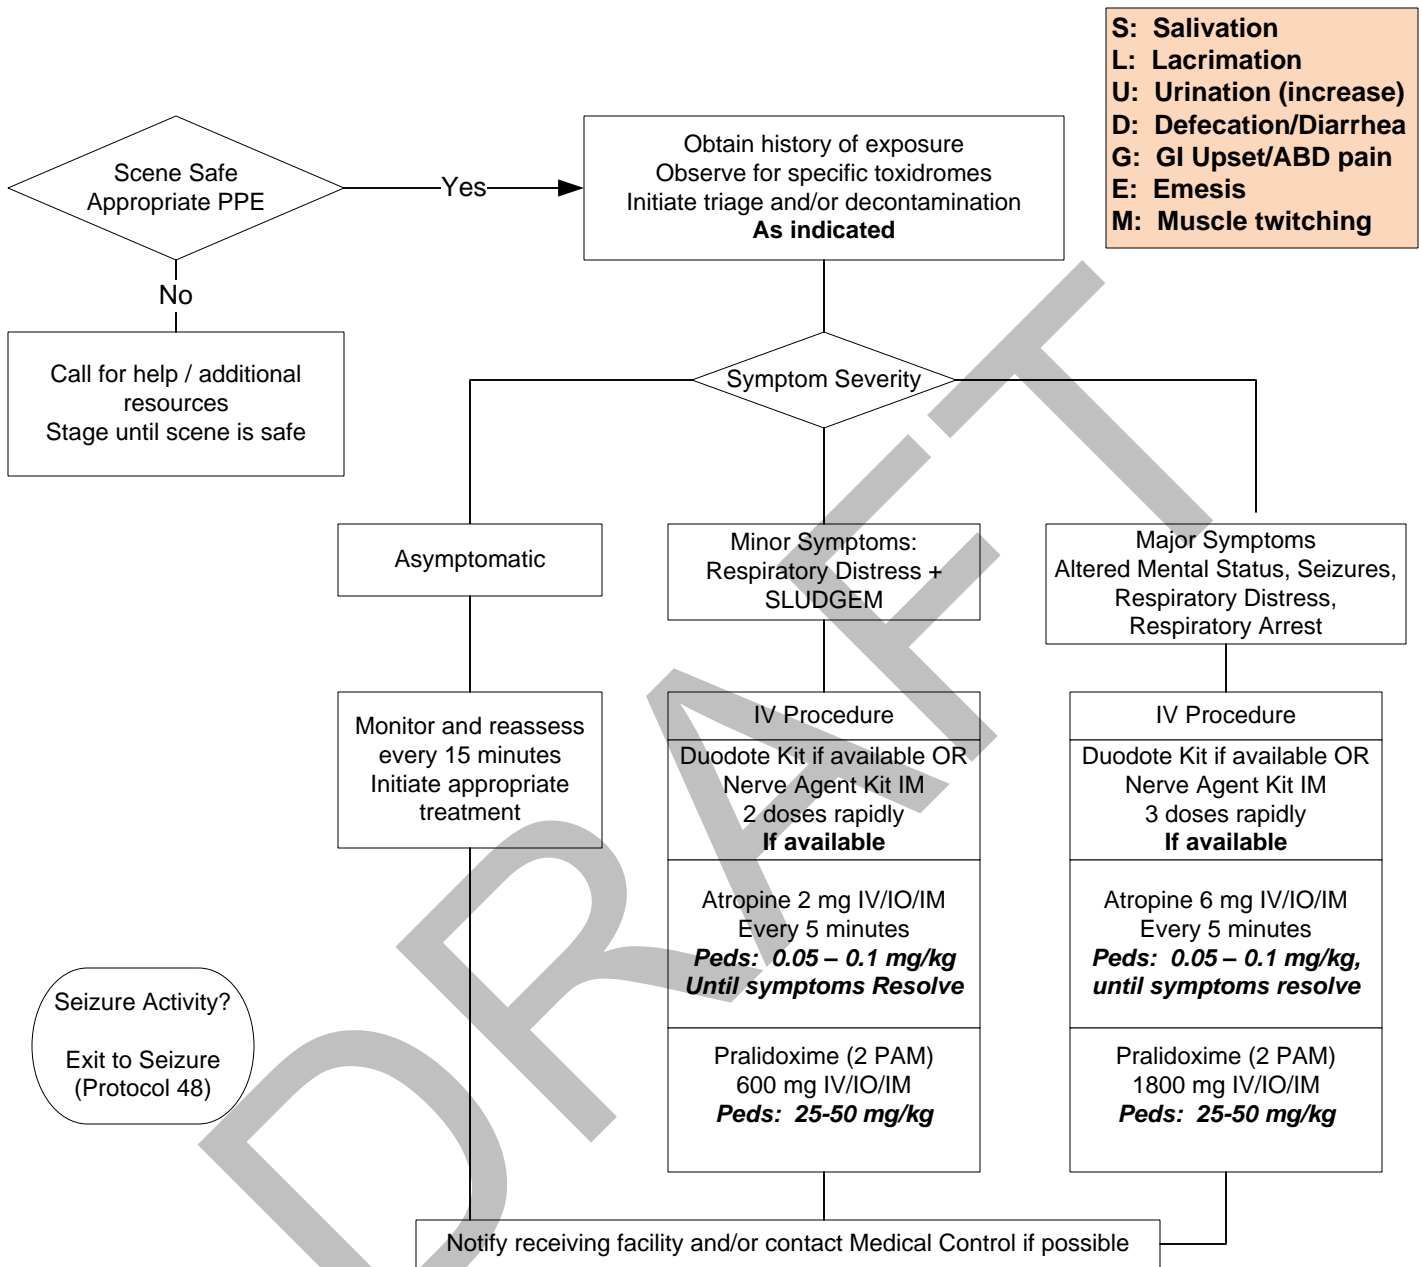 S: Salivation
L: Lacrimation
U: Urination (increase)
D: Defecation/Diarrhea
G: GI Upset/ABD pain
E: Emesis
M: Muscle twitching
Scene Safe
Appropriate PPE
Yes
Obtain history of exposure
Observe for specific toxidromes
Initiate triage and/or decontamination
As indicated
No
Call for help / additional
resources
Stage until scene is safe
Symptom Severity
Asymptomatic
Minor Symptoms:
Respiratory Distress +
SLUDGEM
Major Symptoms
Altered Mental Status, Seizures,
Respiratory Distress,
Respiratory Arrest
Monitor and reassess
every 15 minutes
Initiate appropriate
treatment
IV Procedure
Duodote Kit if available OR
Nerve Agent Kit IM
2 doses rapidly
If available
Atropine 2 mg IV/IO/IM
Every 5 minutes
Peds: 0.05 – 0.1 mg/kg
Until symptoms Resolve
Pralidoxime (2 PAM)
600 mg IV/IO/IM
Peds: 25-50 mg/kg
IV Procedure
Duodote Kit if available OR
Nerve Agent Kit IM
3 doses rapidly
If available
Atropine 6 mg IV/IO/IM
Every 5 minutes
Peds: 0.05 – 0.1 mg/kg,
until symptoms resolve
Pralidoxime (2 PAM)
1800 mg IV/IO/IM
Peds: 25-50 mg/kg
Seizure Activity?
Exit to Seizure
(Protocol 48)
Notify receiving facility and/or contact Medical Control if possible
DRAFT